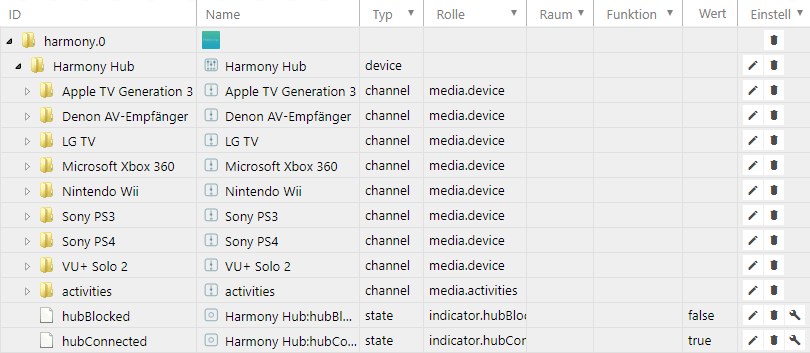 ID Name Typ Rolle Raum Funktion Wert Einstell
harmony.0
Harmony Hub Harmony Hub device
Apple TV Generation 3 Apple TV Generation 3 channel media.device
Denon AV-Empfänger Denon AV-Empfänger channel media.device
LG TV LG TV channel media.device
Microsoft Xbox 360 Microsoft Xbox 360 channel media.device
Nintendo Wii Nintendo Wii channel media.device
Sony PS3 Sony PS3 channel media.device
Sony PS4 Sony PS4 channel media.device
VU+ Solo 2 VU+ Solo 2 channel media.device
activities activities channel media.activities
hubBlocked Harmony Hub:hubBl... state indicator.hubBloc false
hubConnected Harmony Hub:hubCo... state indicator.hubCon true